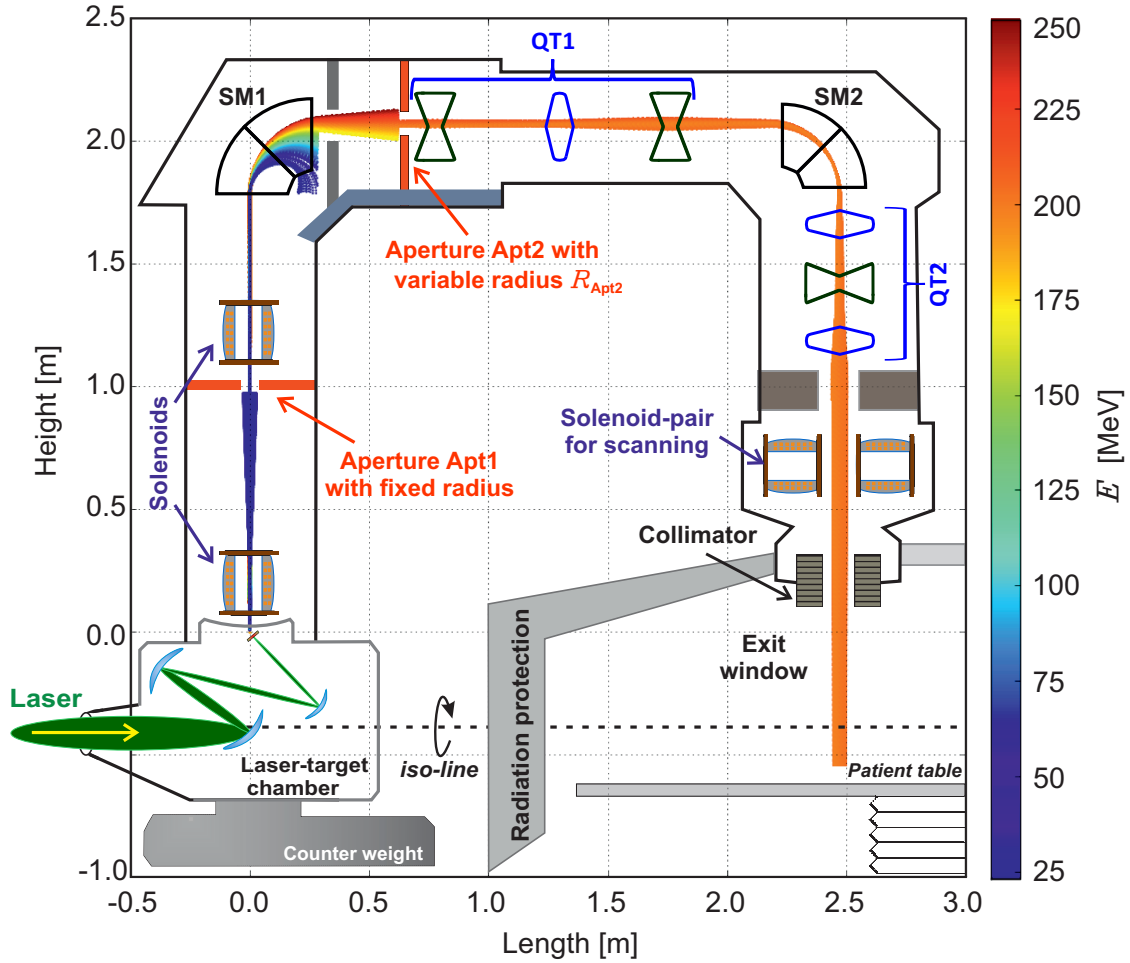 2.5
2.0
1.5
1.0
0.5
0.0
-1.0
Height [m]
-0.5
0.0
0.5
1.0
1.5
2.0
2.5
3.0
Length [m]
250
225
200
175
150
125
100
75
50
25
E [MeV]
QT1
SM1
SM2
Aperture Apt2 with
variable radius R_Apt2
QT2
Solenoids
Aperture Apt1
with fixed radius
Solenoid-pair
for scanning
Collimator
Exit
window
Radiation protection
Laser
iso-line
Laser-target
chamber
Patient table
Counter weight